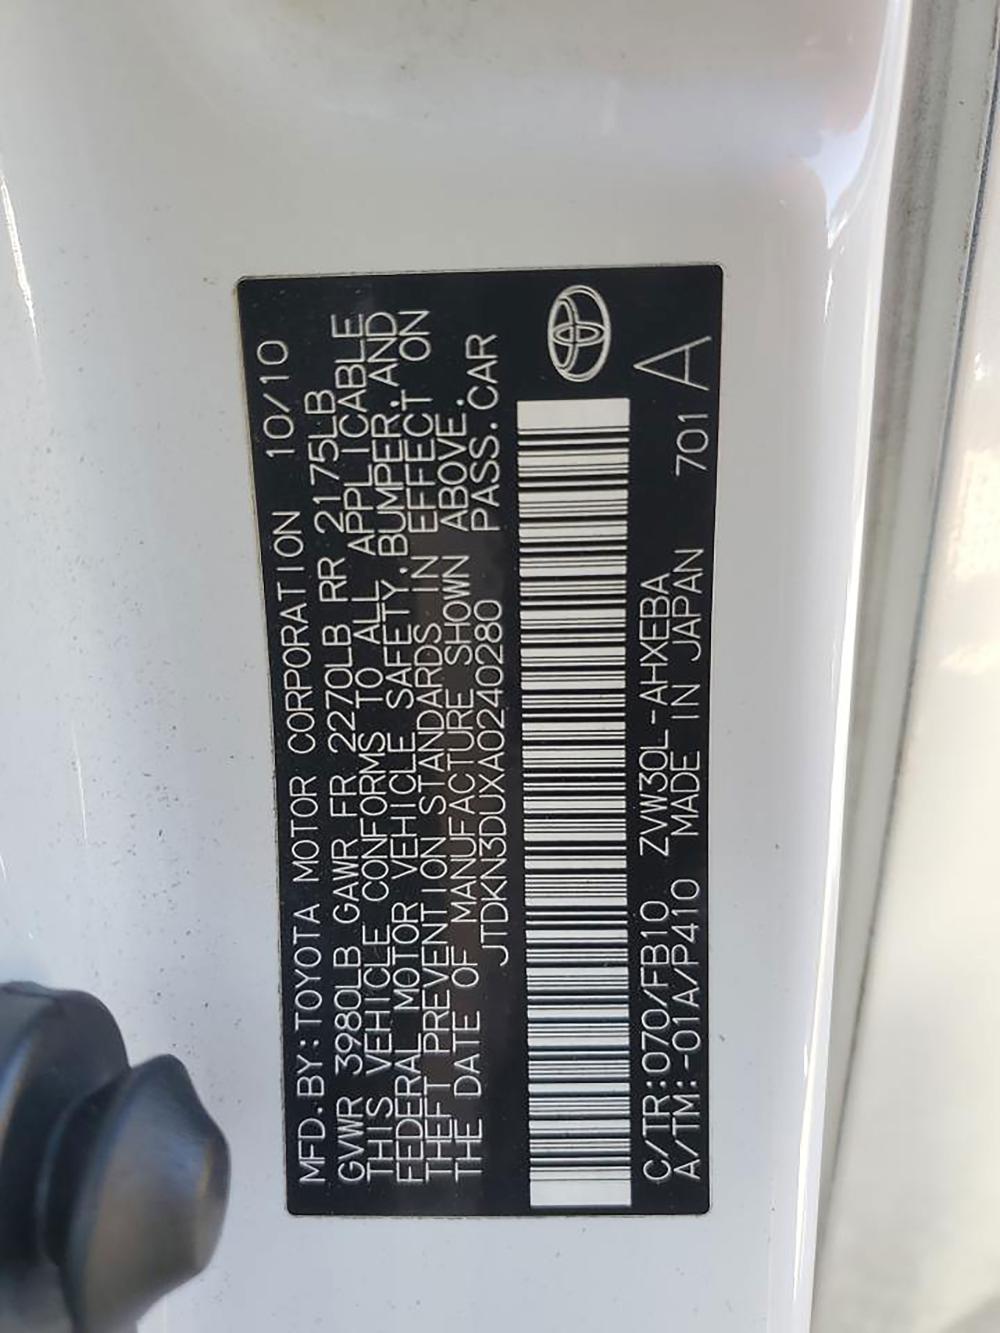 MFD.BY:TOYOTA MOTOR CORPORATION 10/10
GVWR 3980LB GAWR FR 2270LB RR 2175LB
THIS VEHICLE CONFORMS TO ALL APPLICABLE
FEDERAL MOTOR VEHICLE SAFETY,BUMPER,AND
THEFT PREVENTION STANDARDS IN EFFECT ON
THE DATE OF MANUFACTURE SHOWN ABOVE.
JTDKN3DUXA0240280 PASS.CAR
C/TR:070/FB10 ZVW30L-AHXEBA 701 A
A/TM:-01A/P410 MADE IN JAPAN